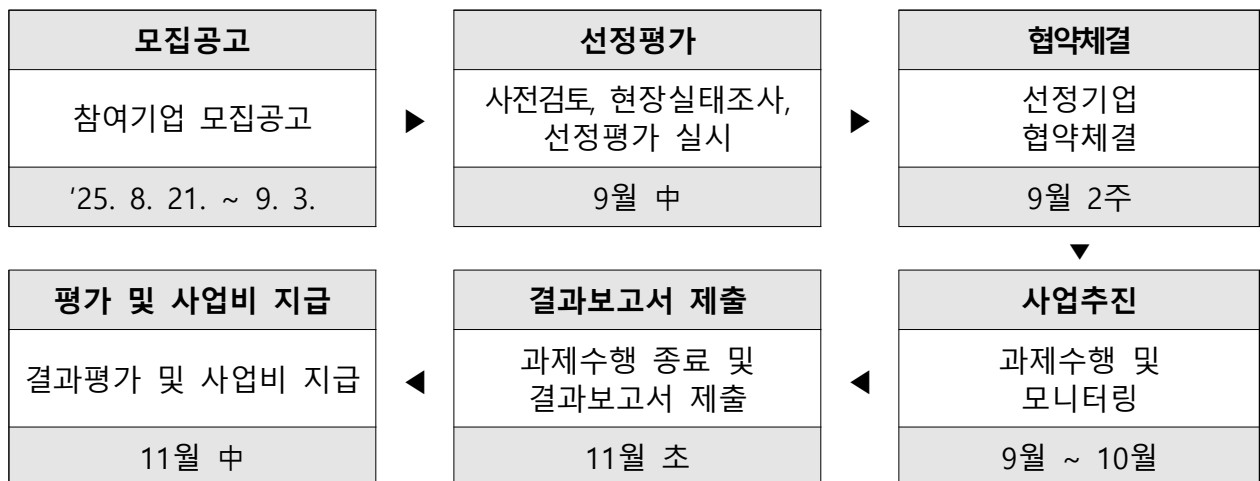 모집공고
참여기업 모집공고
‘25. 8. 21. ~ 9. 3.
▶
선정평가
사전검토, 현장실태조사,
선정평가 실시
9월 中
▶
협약체결
선정기업
협약체결
9월 2주
▼
사업추진
과제수행 및
모니터링
9월 ~ 10월
◀
결과보고서 제출
과제수행 종료 및
결과보고서 제출
11월 초
◀
평가 및 사업비 지급
결과평가 및 사업비 지급
11월 中